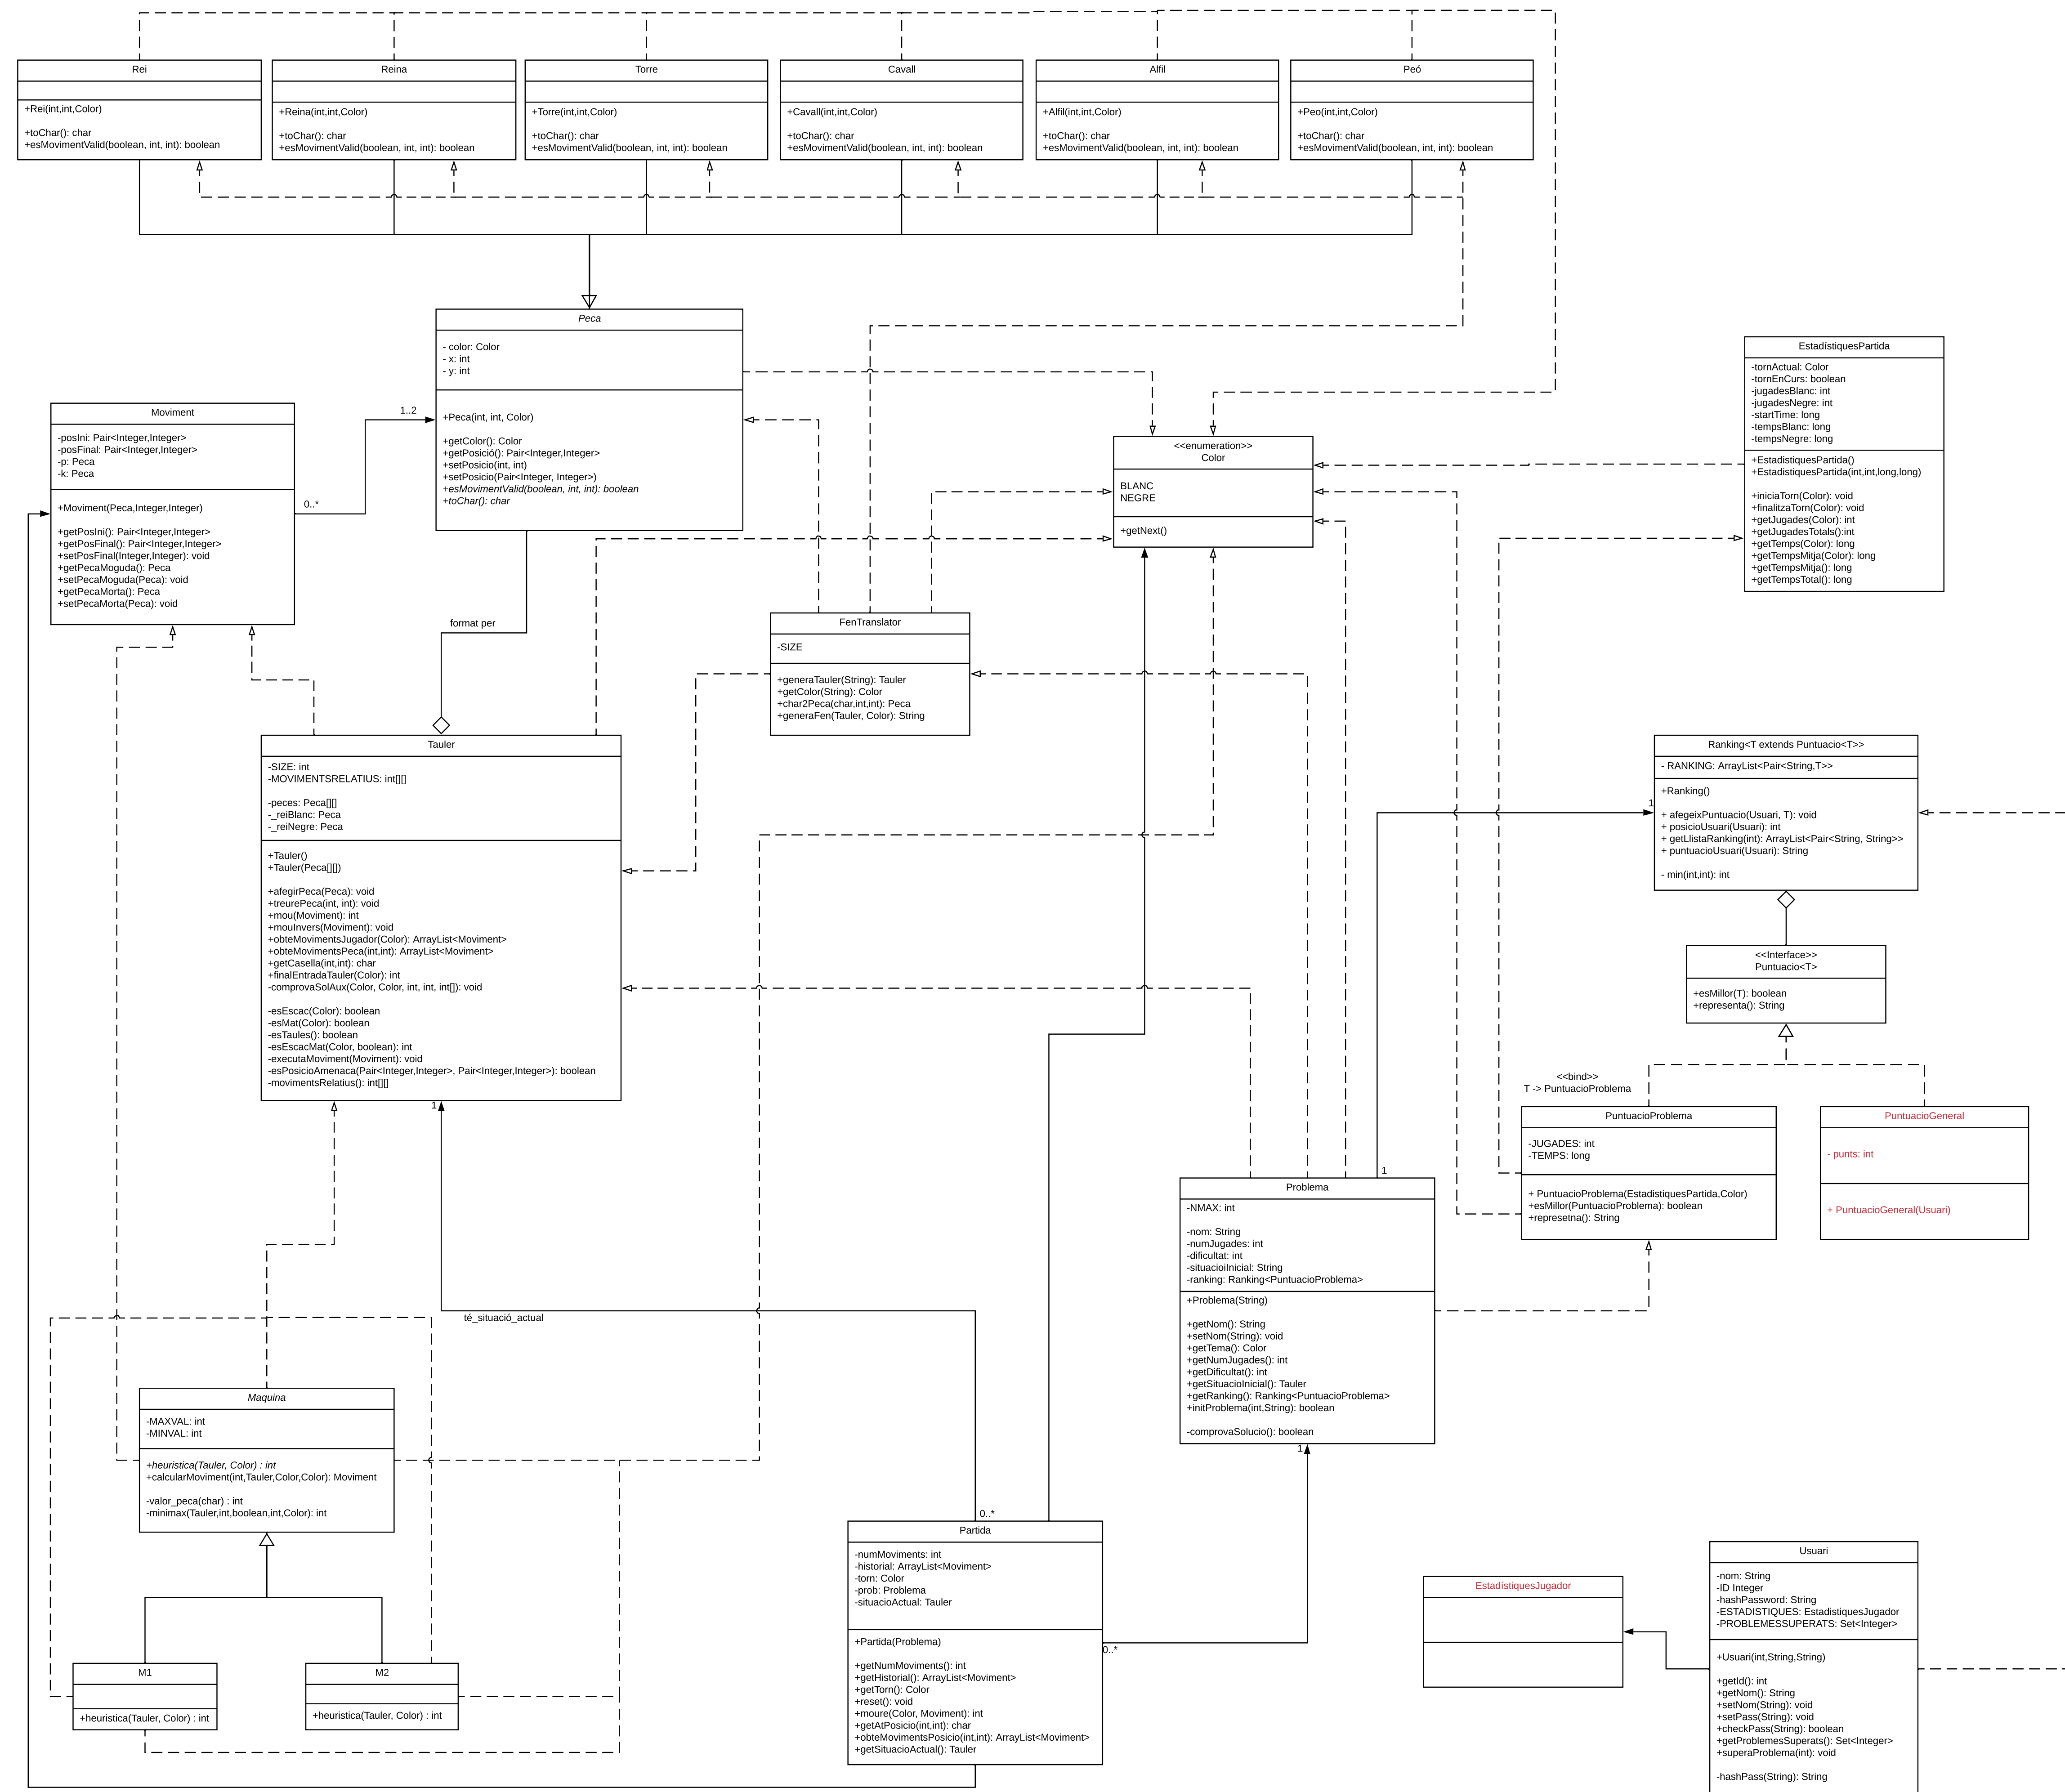 Rei
+Rei(int,int,Color)
+toChar(): char
+esMovimentValid(boolean, int, int): boolean
Reina
+Reina(int,int,Color)
+toChar(): char
+esMovimentValid(boolean, int, int): boolean
Torre
+Torre(int,int,Color)
+toChar(): char
+esMovimentValid(boolean, int, int): boolean
Cavall
+Cavall(int,int,Color)
+toChar(): char
+esMovimentValid(boolean, int, int): boolean
Alfil
+Alfil(int,int,Color)
+toChar(): char
+esMovimentValid(boolean, int, int): boolean
Peó
+Peo(int,int,Color)
+toChar(): char
+esMovimentValid(boolean, int, int): boolean
Peca
- color: Color
- x: int
- y: int
+Peca(int, int, Color)
+getColor(): Color
+getPosició(): Pair<Integer,Integer>
+setPosicio(int, int)
+setPosicio(Pair<Integer, Integer>)
+esMovimentValid(boolean, int, int): boolean
+toChar(): char
1..2
0..*
Moviment
-posIni: Pair<Integer,Integer>
-posFinal: Pair<Integer,Integer>
-p: Peca
-k: Peca
+Moviment(Peca,Integer,Integer)
+getPosIni(): Pair<Integer,Integer>
+getPosFinal(): Pair<Integer,Integer>
+setPosFinal(Integer,Integer): void
+getPecaMoguda(): Peca
+setPecaMoguda(Peca): void
+getPecaMorta(): Peca
+setPecaMorta(Peca): void
<<enumeration>>
Color
BLANC
NEGRE
+getNext()
EstadístiquesPartida
-tornActual: Color
-tornEnCurs: boolean
-jugadesBlanc: int
-jugadesNegre: int
-startTime: long
-tempsBlanc: long
-tempsNegre: long
+EstadistiquesPartida()
+EstadistiquesPartida(int,int,long,long)
+iniciaTorn(Color): void
+finalitzaTorn(Color): void
+getJugades(Color): int
+getJugadesTotals():int
+getTemps(Color): long
+getTempsMitja(Color): long
+getTempsMitja(): long
+getTempsTotal(): long
format per
FenTranslator
-SIZE
+generaTauler(String): Tauler
+getColor(String): Color
+char2Peca(char,int,int): Peca
+generaFen(Tauler, Color): String
Tauler
-SIZE: int
-MOVIMENTSRELATIUS: int[][]
-peces: Peca[][]
-_reiBlanc: Peca
-_reiNegre: Peca
+Tauler()
+Tauler(Peca[][])
+afegirPeca(Peca): void
+treurePeca(int, int): void
+mou(Moviment): int
+mouInvers(Moviment): void
+obteMovimentsJugador(Color): ArrayList<Moviment>
+obteMovimentsPeca(int,int): ArrayList<Moviment>
+getCasella(int,int): char
+finalEntradaTauler(Color): int
-comprovaSolAux(Color, Color, int, int, int[]): void
-esEscac(Color): boolean
-esMat(Color): boolean
-esTaules(): boolean
-esEscacMat(Color, boolean): int
-executaMoviment(Moviment): void
-esPosicioAmenaca(Pair<Integer,Integer>, Pair<Integer,Integer>): boolean
-movimentsRelatius(): int[][]
1
Ranking<T extends Puntuacio<T>>
- RANKING: ArrayList<Pair<String,T>>
+Ranking()
+ afegeixPuntuacio(Usuari, T): void
+ posicioUsuari(Usuari): int
+ getLlistaRanking(int): ArrayList<Pair<String, String>>
+ puntuacioUsuari(Usuari): String
- min(int,int): int
1
<<Interface>>
Puntuacio<T>
+esMillor(T): boolean
+representa(): String
<<bind>>
T -> PuntuacioProblema
PuntuacioProblema
-JUGADES: int
-TEMPS: long
+ PuntuacioProblema(EstadistiquesPartida,Color)
+esMillor(PuntuacioProblema): boolean
+represetna(): String
PuntuacioGeneral
- punts: int
+ PuntuacioGeneral(Usuari)
1
Problema
-NMAX: int
-nom: String
-numJugades: int
-dificultat: int
-situacioiInicial: String
-ranking: Ranking<PuntuacioProblema>
+Problema(String)
+getNom(): String
+setNom(String): void
+getTema(): Color
+getNumJugades(): int
+getDificultat(): int
+getSituacioInicial(): Tauler
+getRanking(): Ranking<PuntuacioProblema>
+initProblema(int,String): boolean
-comprovaSolucio(): boolean
1
té_situació_actual
Maquina
-MAXVAL: int
-MINVAL: int
+heuristica(Tauler, Color) : int
+calcularMoviment(int,Tauler,Color,Color): Moviment
-valor_peca(char) : int
-minimax(Tauler,int,boolean,int,Color): int
M1
+heuristica(Tauler, Color) : int
M2
+heuristica(Tauler, Color) : int
0..*
Partida
-numMoviments: int
-historial: ArrayList<Moviment>
-torn: Color
-prob: Problema
-situacioActual: Tauler
+Partida(Problema)
+getNumMoviments(): int
+getHistorial(): ArrayList<Moviment>
+getTorn(): Color
+reset(): void
+moure(Color, Moviment): int
+getAtPosicio(int,int): char
+obteMovimentsPosicio(int,int): ArrayList<Moviment>
+getSituacioActual(): Tauler
0..*
EstadístiquesJugador
Usuari
-nom: String
-ID Integer
-hashPassword: String
-ESTADISTIQUES: EstadistiquesJugador
-PROBLEMESSUPERATS: Set<Integer>
+Usuari(int,String,String)
+getId(): int
+getNom(): String
+setNom(String): void
+setPass(String): void
+checkPass(String): boolean
+getProblemesSuperats(): Set<Integer>
+superaProblema(int): void
-hashPass(String): String